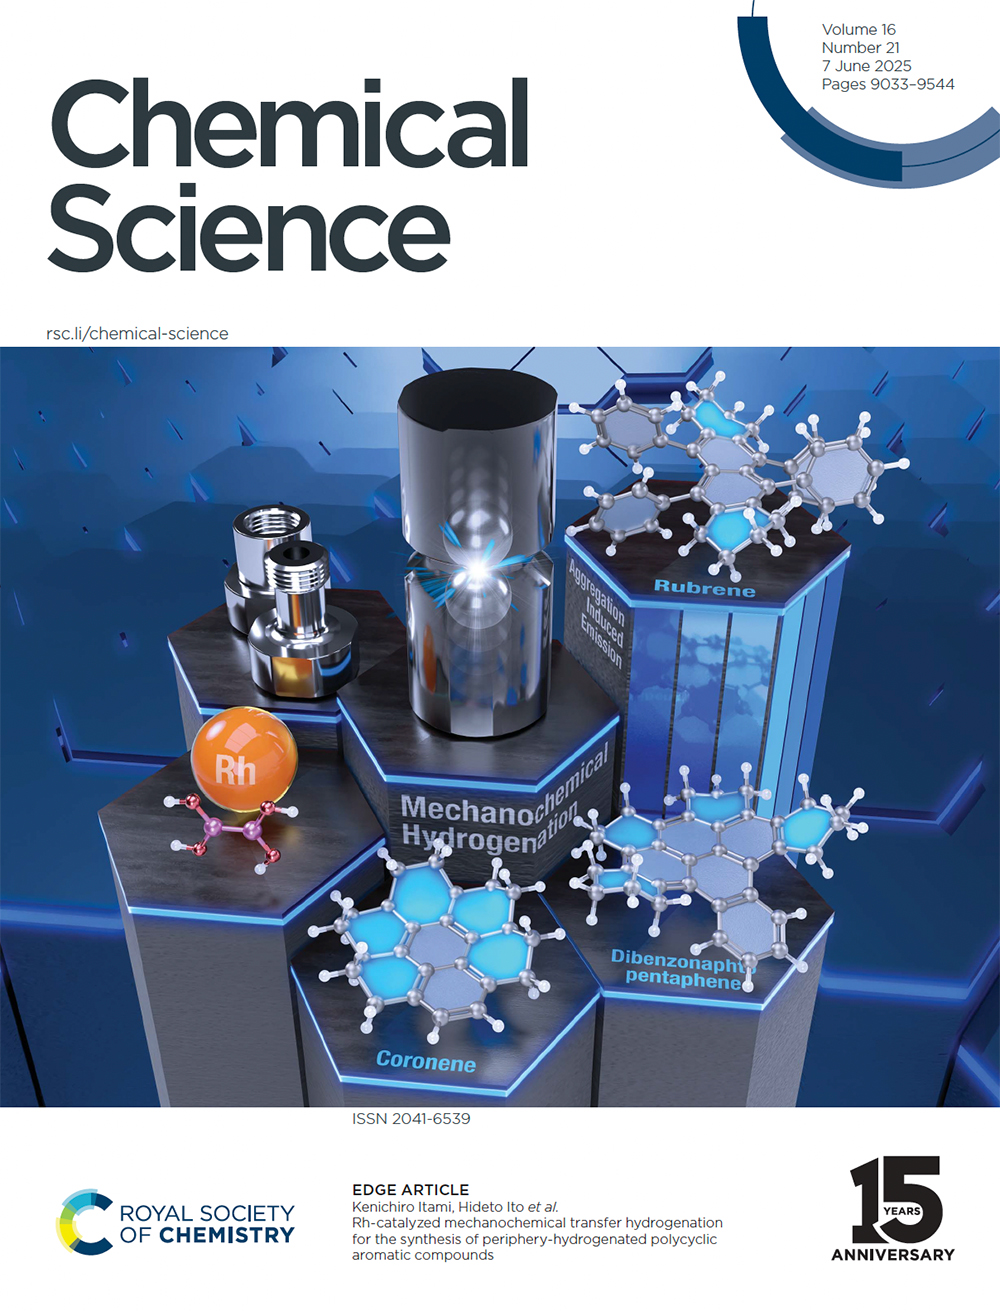 Volume 16
Number 21
7 June 2025
Pages 9033–9544
Chemical
Science
rsc.li/chemical-science
Rubrene
Aggregation
Induced
Emission
Rh
Mechanochemical
Hydrogenation
Dibenzonaphto
pentaphene
Coronene
ISSN 2041-6539
ROYAL SOCIETY
OF CHEMISTRY
EDGE ARTICLE
Kenichiro Itami, Hideto Ito et al.
Rh-catalyzed mechanochemical transfer hydrogenation
for the synthesis of periphery-hydrogenated polycyclic
aromatic compounds
15
YEARS
ANNIVERSARY